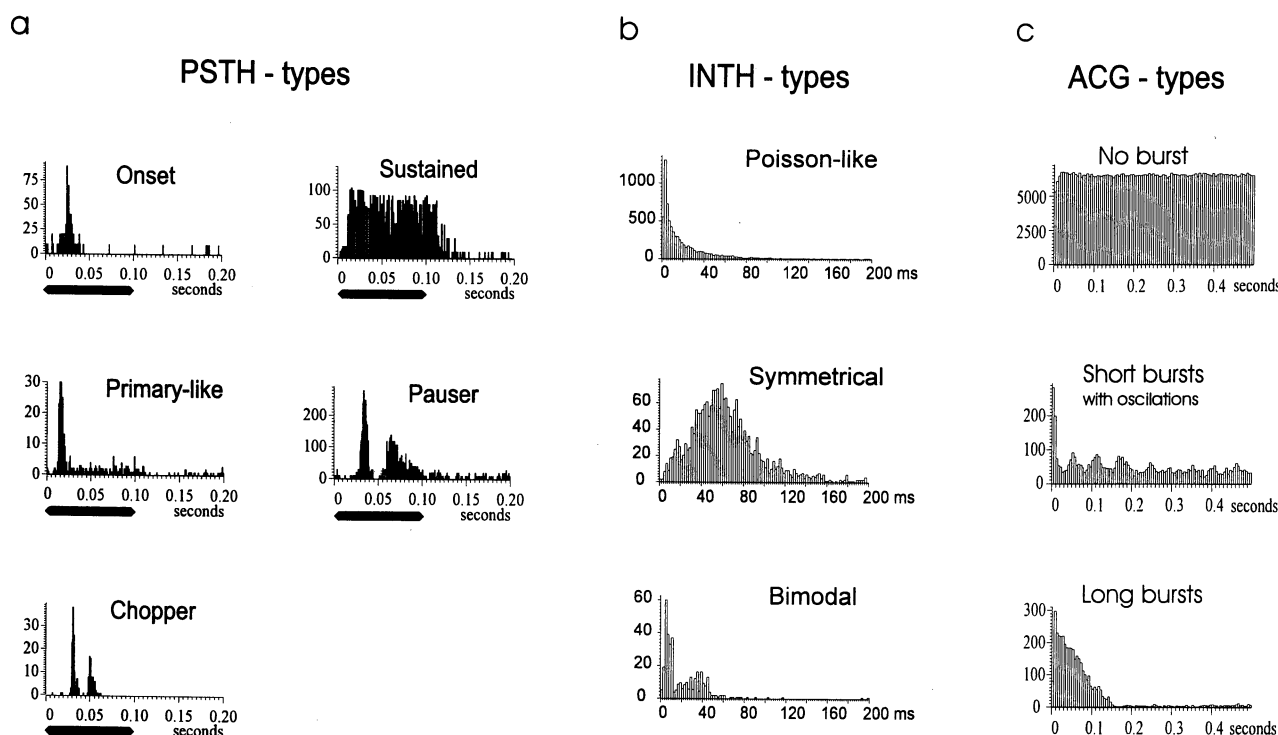 a
PSTH - types
Onset
75
50
25
0
0 0.05 0.10 0.15 0.20
seconds
Sustained
100
50
0
0 0.05 0.10 0.15 0.20
seconds
Primary-like
30
20
10
0
0 0.05 0.10 0.15 0.20
seconds
Pauser
200
100
0
0 0.05 0.10 0.15 0.20
seconds
Chopper
30
20
10
0
0 0.05 0.10 0.15 0.20
seconds
b
INTH - types
Poisson-like
1000
500
0
0 40 80 120 160 200 ms
Symmetrical
60
40
20
0
0 40 80 120 160 200 ms
Bimodal
60
40
20
0
0 40 80 120 160 200 ms
c
ACG - types
No burst
5000
2500
0
0 0.1 0.2 0.3 0.4 seconds
Short bursts
with oscilations
200
100
0
0 0.1 0.2 0.3 0.4 seconds
Long bursts
300
200
100
0
0 0.1 0.2 0.3 0.4 seconds